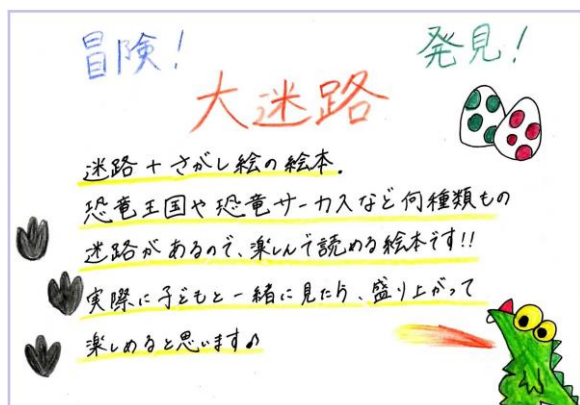 冒険！ 発見！
大迷路
迷路＋さがし絵の絵本.
恐竜王国や恐竜サーカスなど何種類もの
迷路があるので、楽しんで読める絵本です!!
実際に子どもと一緒に見たら、盛り上がって
楽しめると思います♪